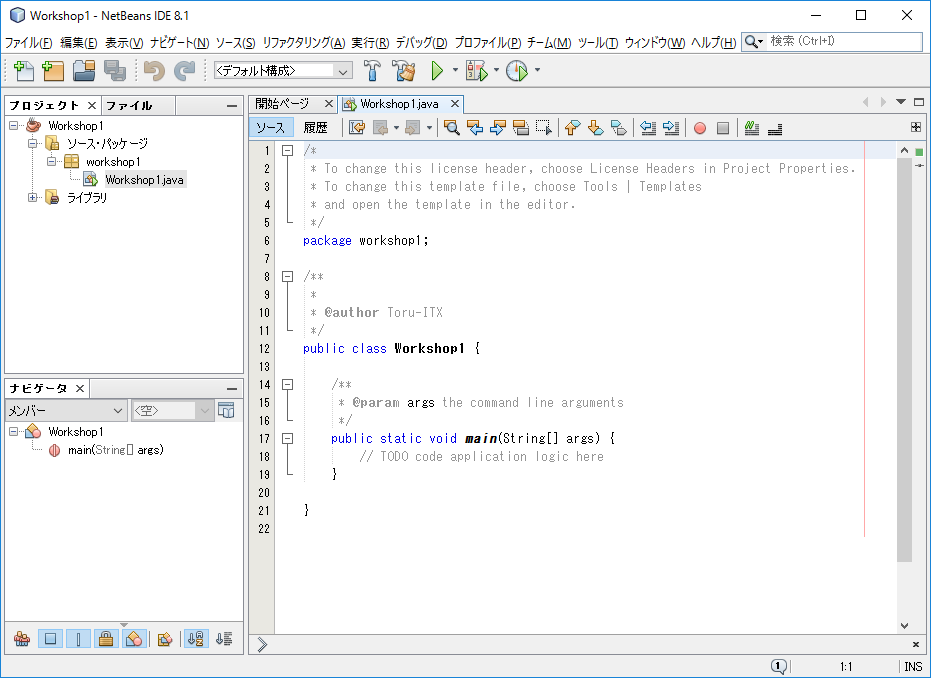 Workshop1 - NetBeans IDE 8.1
ファイル(F) 編集(E) 表示(V) ナビゲート(N) ソース(S) リファクタリング(A) 実行(R) デバッグ(D) プロファイル(P) チーム(M) ツール(T) ウィンドウ(W) ヘルプ(H) 検索 (Ctrl+I)
<デフォルト構成>
プロジェクト ファイル
Workshop1
ソース・パッケージ
workshop1
Workshop1.java
ライブラリ
ナビゲータ
メンバー <空>
Workshop1
main(String[] args)
開始ページ Workshop1.java
ソース 履歴
1 /*
2 * To change this license header, choose License Headers in Project Properties.
3 * To change this template file, choose Tools | Templates
4 * and open the template in the editor.
5 */
6 package workshop1;
7
8 /**
9 *
10 * @author Toru-ITX
11 */
12 public class Workshop1 {
13
14 /**
15 * @param args the command line arguments
16 */
17 public static void main(String[] args) {
18 // TODO code application logic here
19 }
20
21 }
22
1 1:1 INS